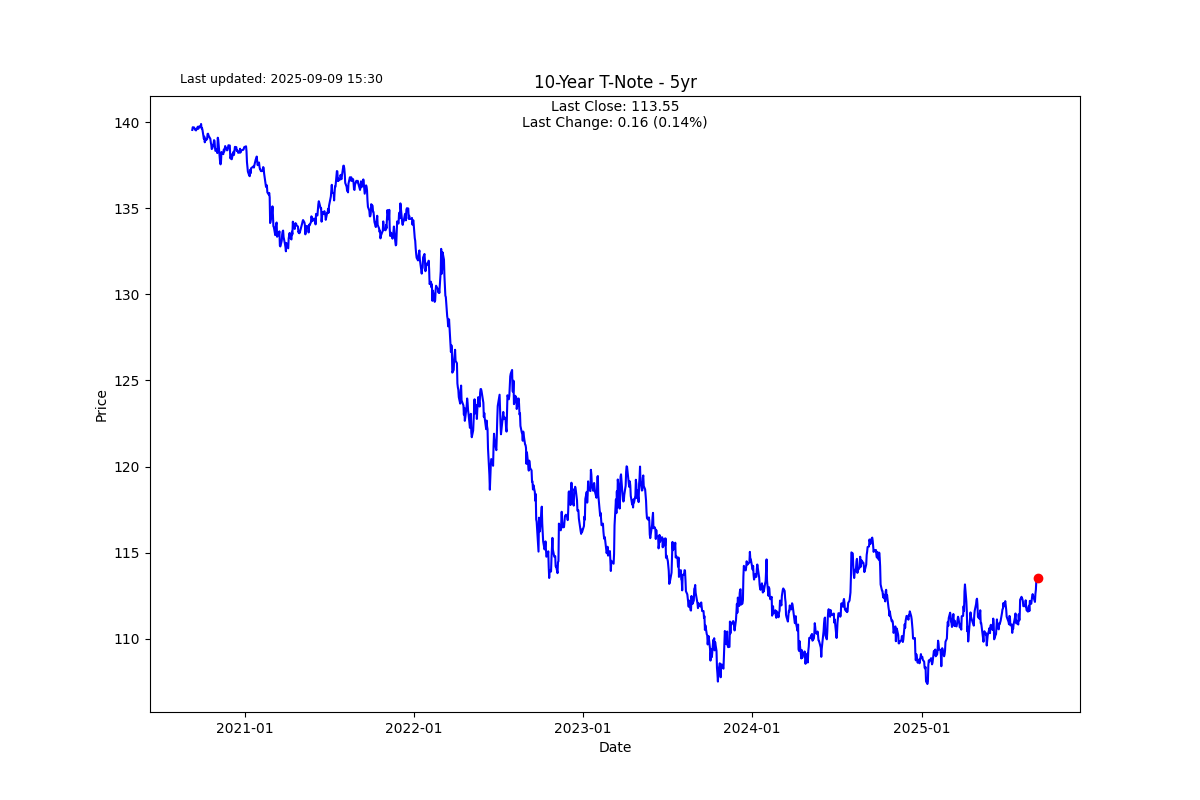 Last updated: 2025-09-09 15:30
10-Year T-Note - 5yr
Last Close: 113.55
Last Change: 0.16 (0.14%)
140
135
130
125
120
115
110
Price
2021-01
2022-01
2023-01
2024-01
2025-01
Date